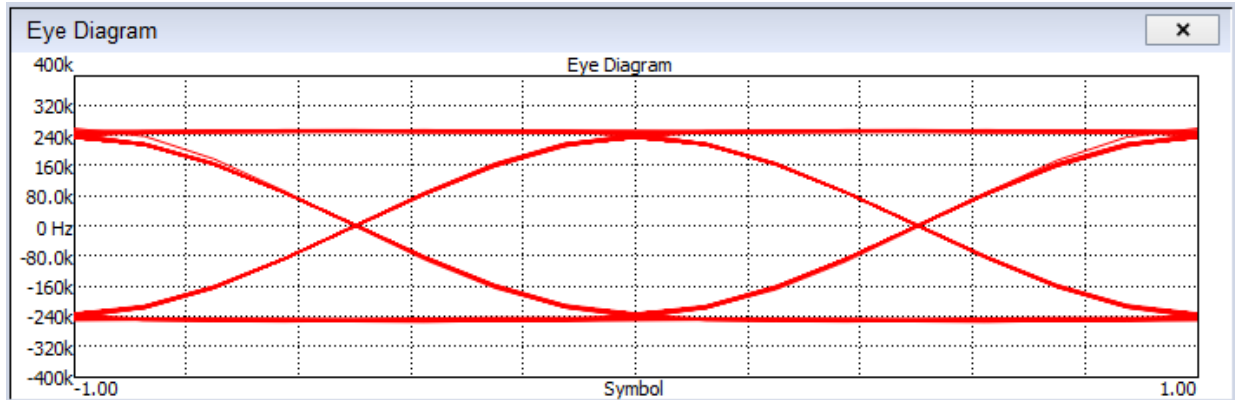 Eye Diagram
Eye Diagram
400k
320k
240k
160k
80.0k
0 Hz
-80.0k
-160k
-240k
-320k
-400k
-1.00
Symbol
1.00